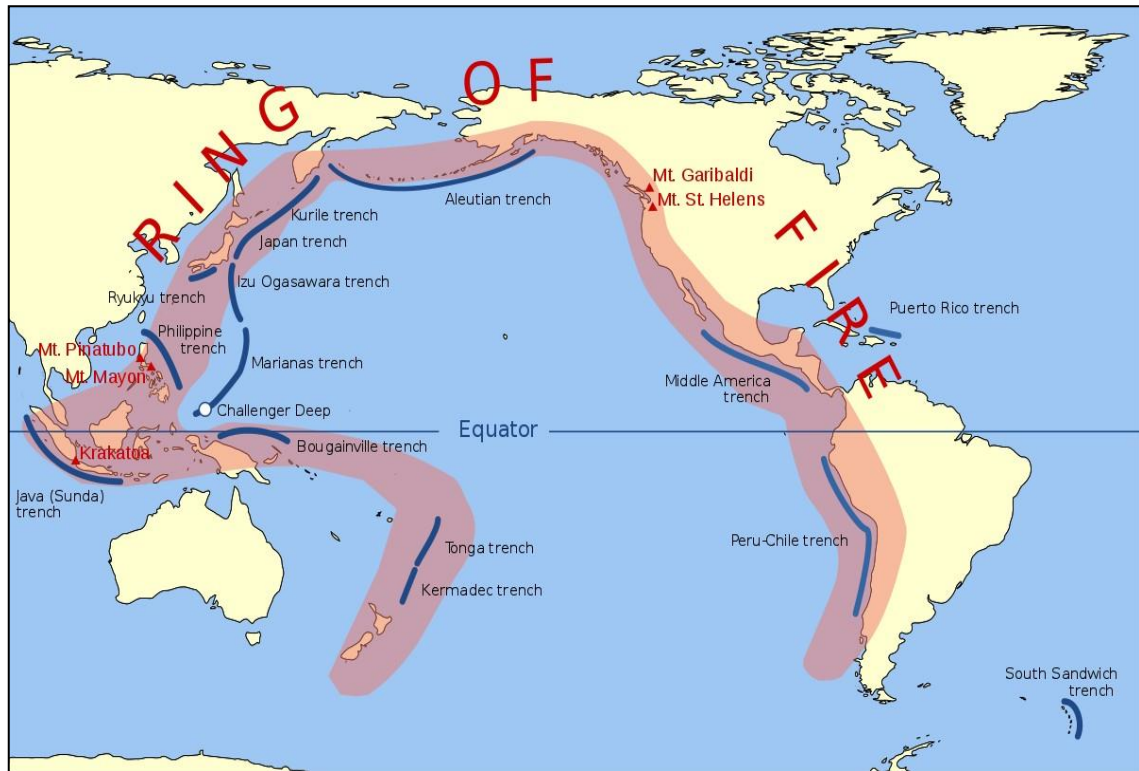 RING OF FIRE
Mt. Garibaldi
Mt. St. Helens
Aleutian trench
Kurile trench
Japan trench
Izu Ogasawara trench
Ryukyu trench
Puerto Rico trench
Philippine
trench
Mt. Pinatubo
Mt. Mayon
Marianas trench
Middle America
trench
Challenger Deep
Equator
Bougainville trench
Krakatoa
Java (Sunda)
trench
Peru-Chile trench
Tonga trench
Kermadec trench
South Sandwich
trench